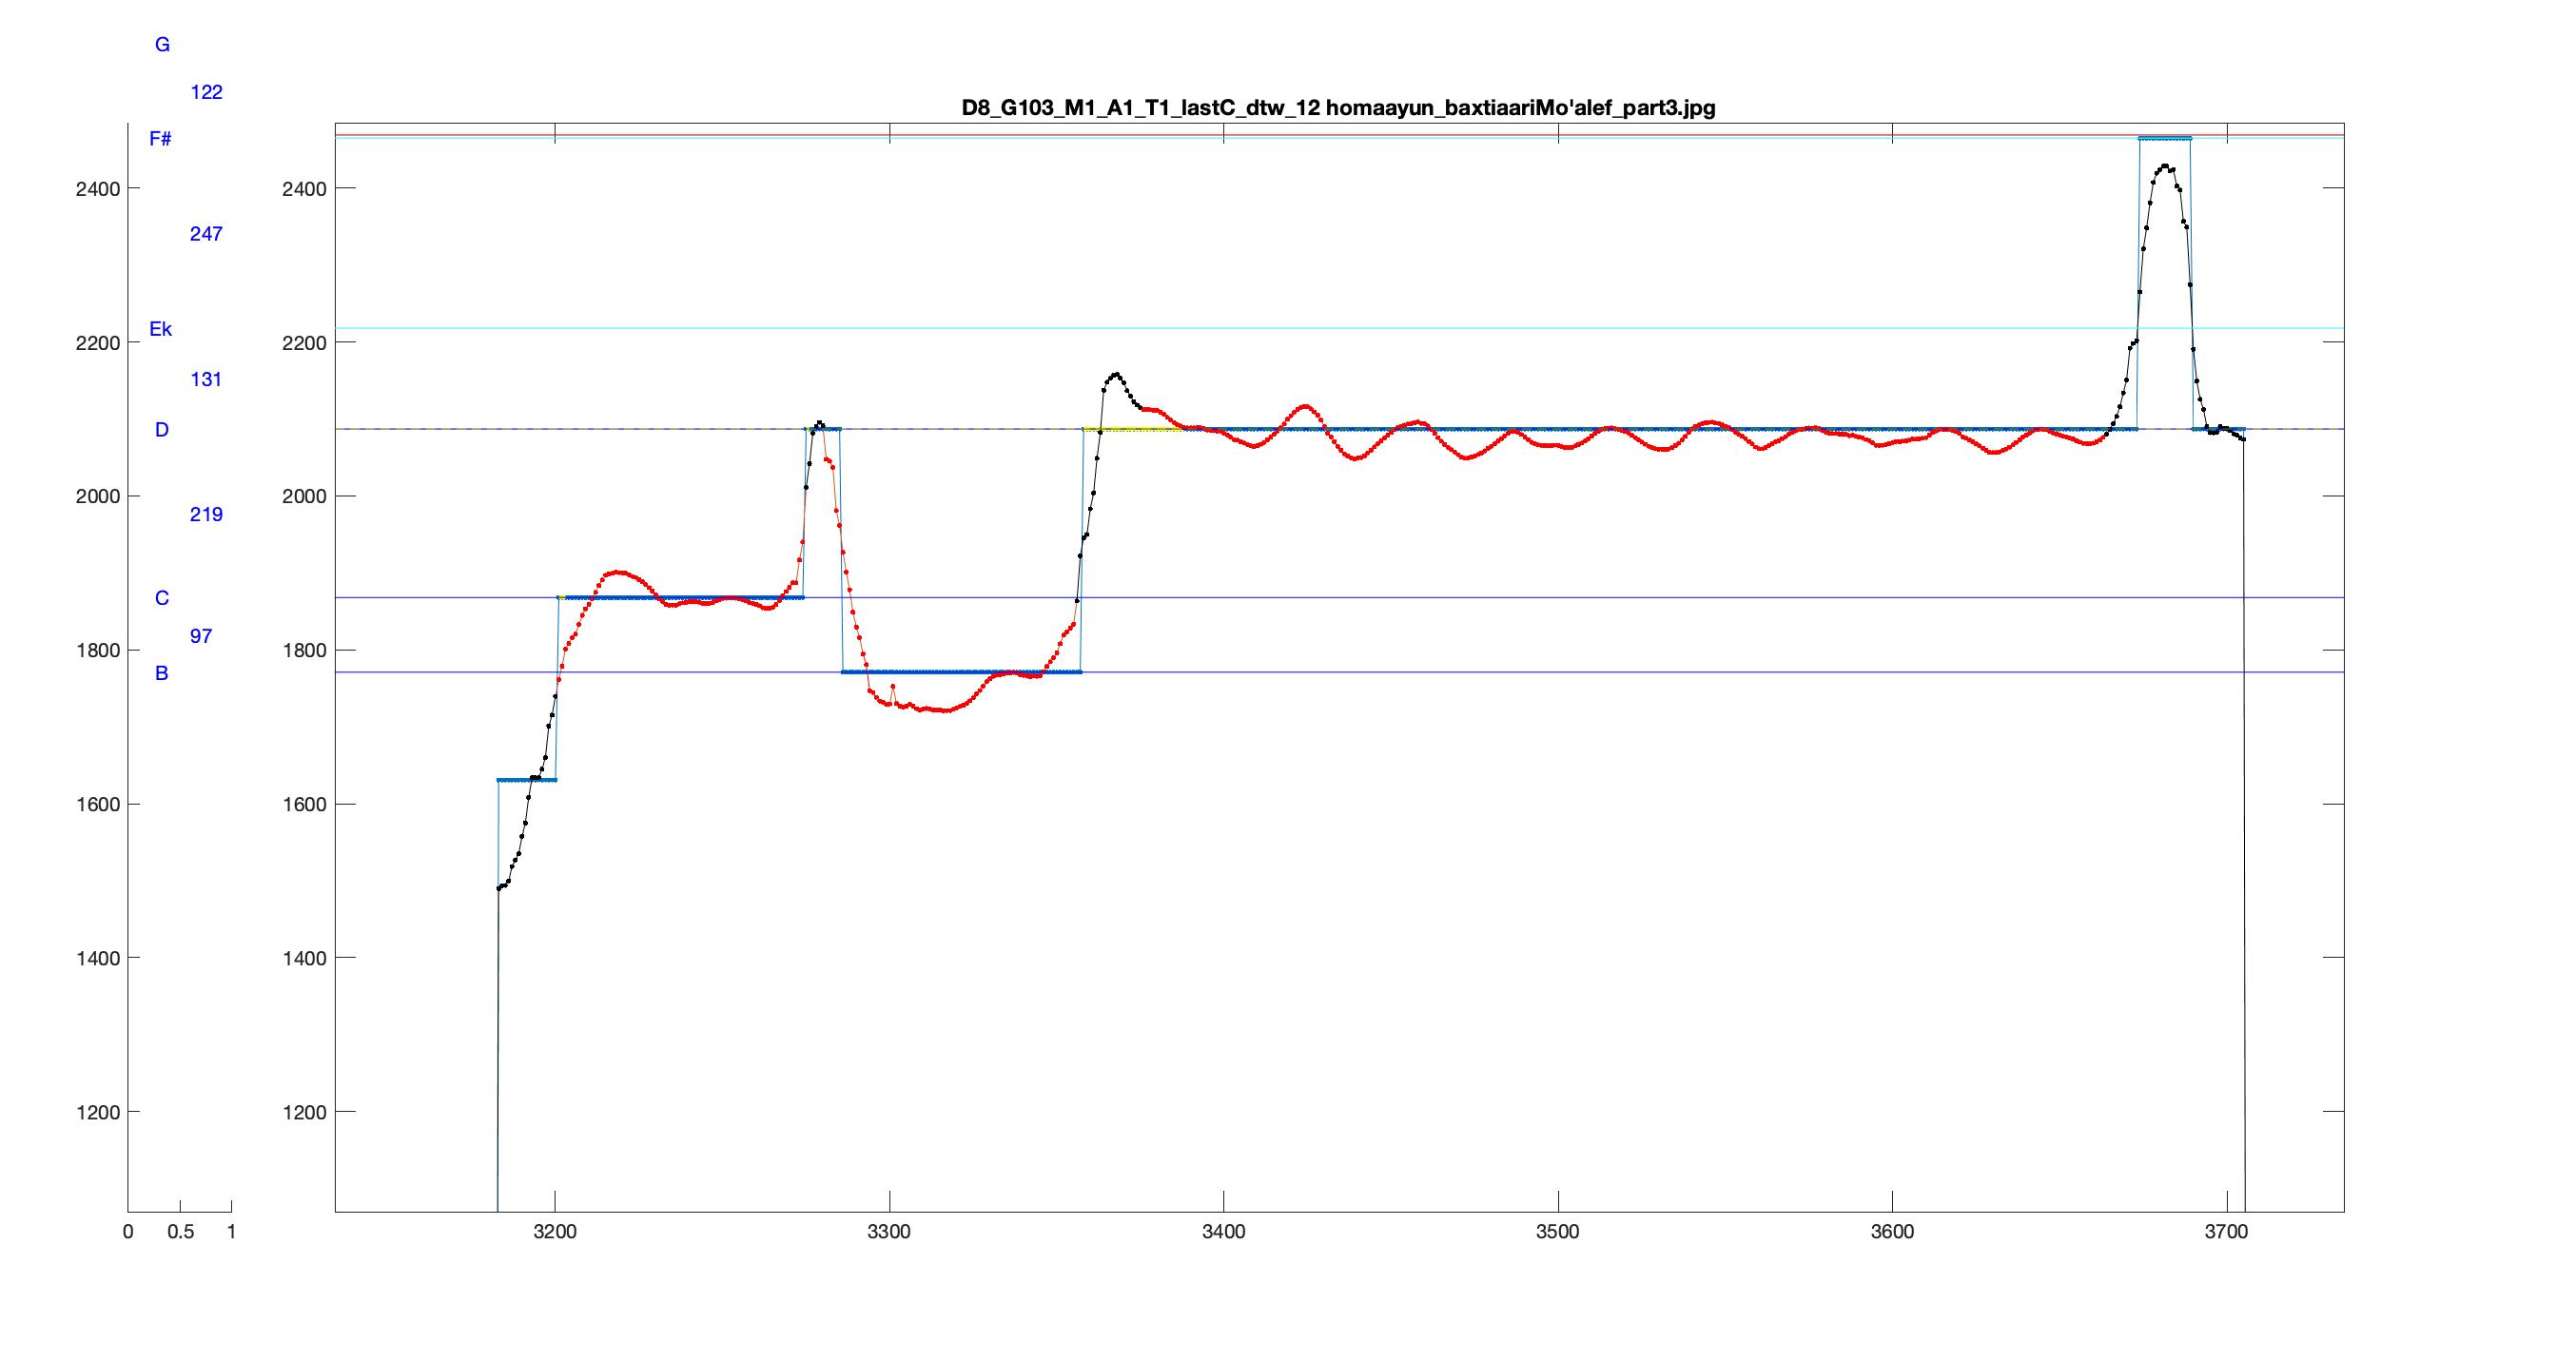 G
122
D8_G103_M1_A1_T1_lastC_dtw_12 homaayun_baxtiaariMo'alef_part3.jpg
F#
2400 2400
247
Ek
2200 2200
131
D
2000 2000
219
C
97
1800 1800
B
1600 1600
1400 1400
1200 1200
0 0.5 1 3200 3300 3400 3500 3600 3700